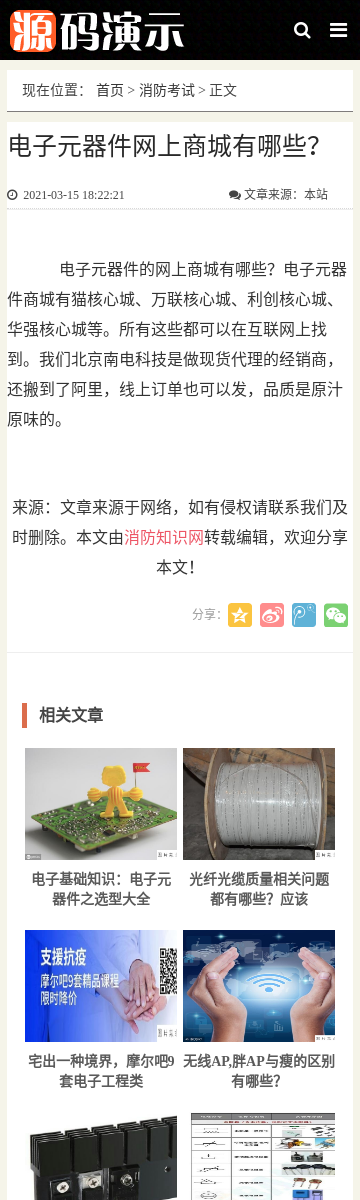 源码演示
现在位置： 首页 > 消防考试 > 正文
电子元器件网上商城有哪些？
2021-03-15 18:22:21 文章来源：本站
电子元器件的网上商城有哪些？电子元器
件商城有猫核心城、万联核心城、利创核心城、
华强核心城等。所有这些都可以在互联网上找
到。我们北京南电科技是做现货代理的经销商，
还搬到了阿里，线上订单也可以发，品质是原汁
原味的。
来源：文章来源于网络，如有侵权请联系我们及
时删除。本文由消防知识网转载编辑，欢迎分享
本文！
分享：
相关文章
电子基础知识：电子元
器件之选型大全
光纤光缆质量相关问题
都有哪些？应该
支援抗疫
摩尔吧9套精品课程
限时降价
宅出一种境界，摩尔吧9
套电子工程类
无线AP,胖AP与瘦的区别
有哪些？